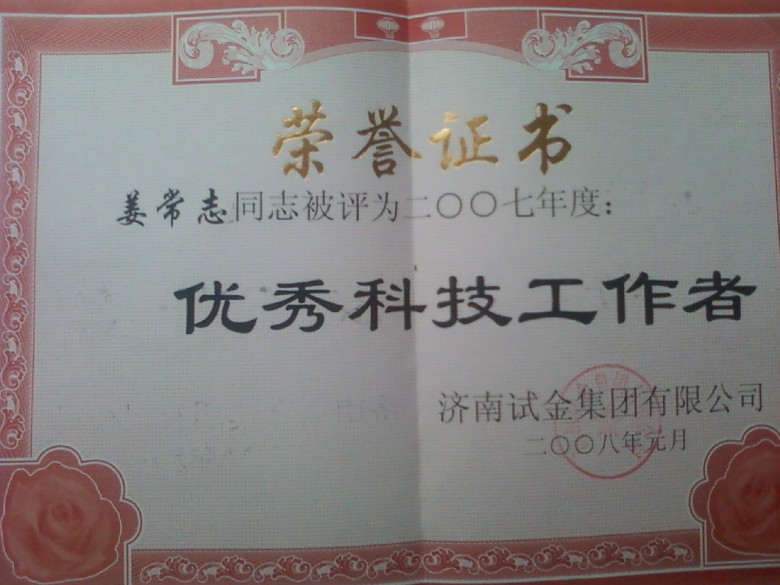 荣誉证书
姜常志同志被评为二〇〇七年度：
优秀科技工作者
济南试金集团有限公司
二〇〇八年元月